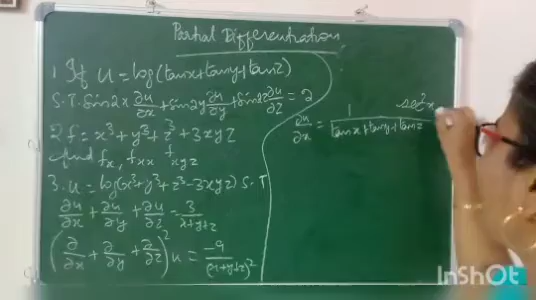 Partial Differentiation
1. If u = log(tanx+tany+tanz)
S.T. Sin2x ∂u/∂x + sin2y ∂u/∂y + sin2z ∂u/∂z = 2
2. f = x³+y³+z³+3xyz
find fx, fxx fxyz
3. u = log(x³+y³+z³-3xyz) S.T
∂u/∂x + ∂u/∂y + ∂u/∂z = 3/x+y+z
(∂/∂x + ∂/∂y + ∂/∂z)² u = -9/(x+y+z)²
∂u/∂x = 1/tanx+tany+tanz sec²x
InShOt